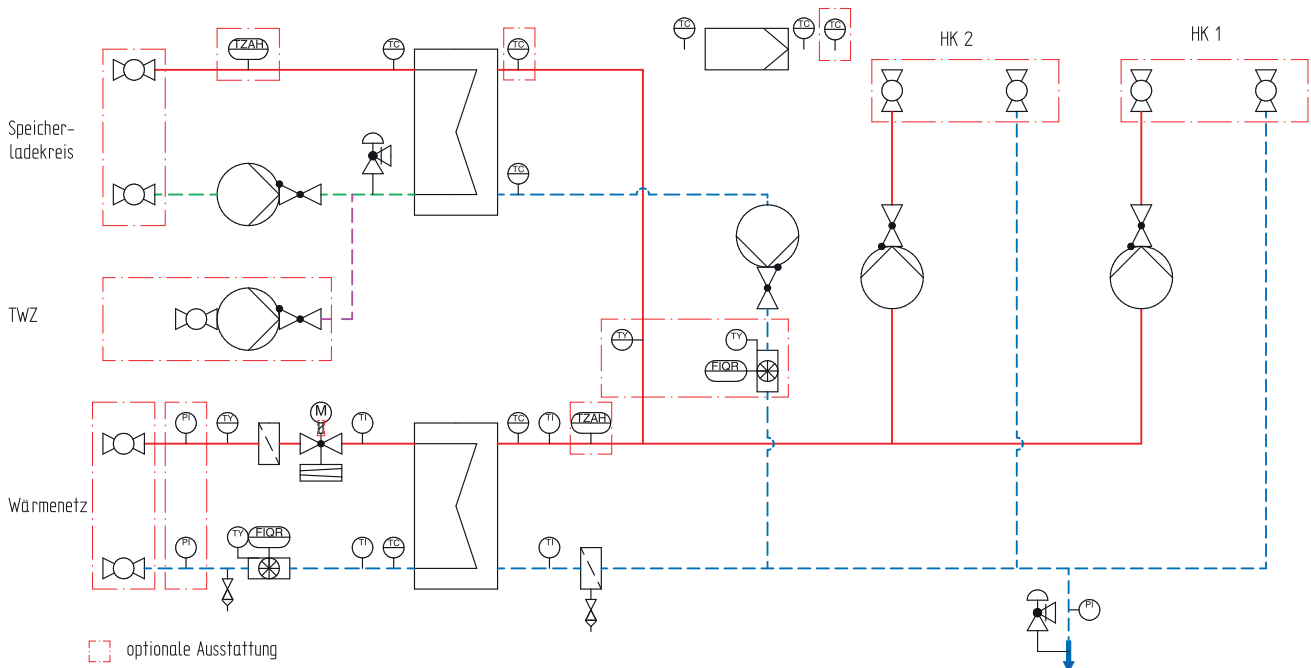 TC
TC
TC
HK 2
HK 1
TZAH
TC
TC
Speicher-
ladekreis
TC
TWZ
TY
TY
FIQR
PI
TY
M
TI
TC
TI
TZAH
Wärmenetz
PI
TY
FIQR
TI
TC
TI
PI
optionale Ausstattung